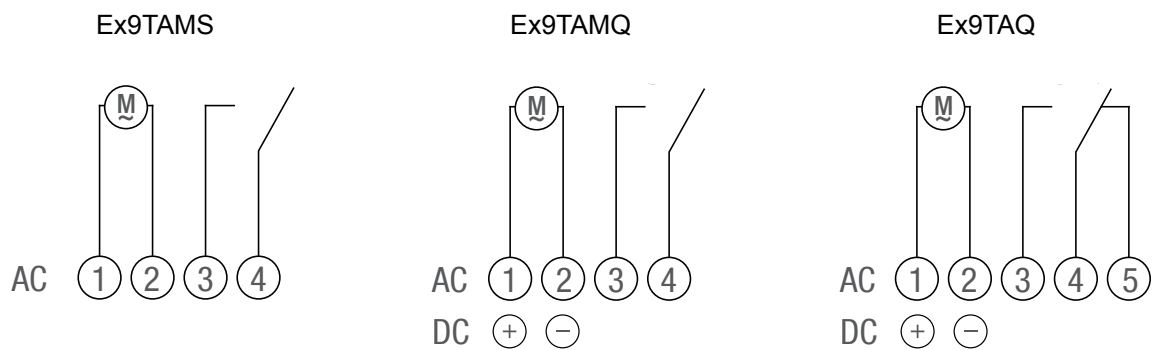 Ex9TAMS
M
~
AC 1 2 3 4
Ex9TAMQ
M
~
AC 1 2 3 4
DC + −
Ex9TAQ
M
~
AC 1 2 3 4 5
DC + −